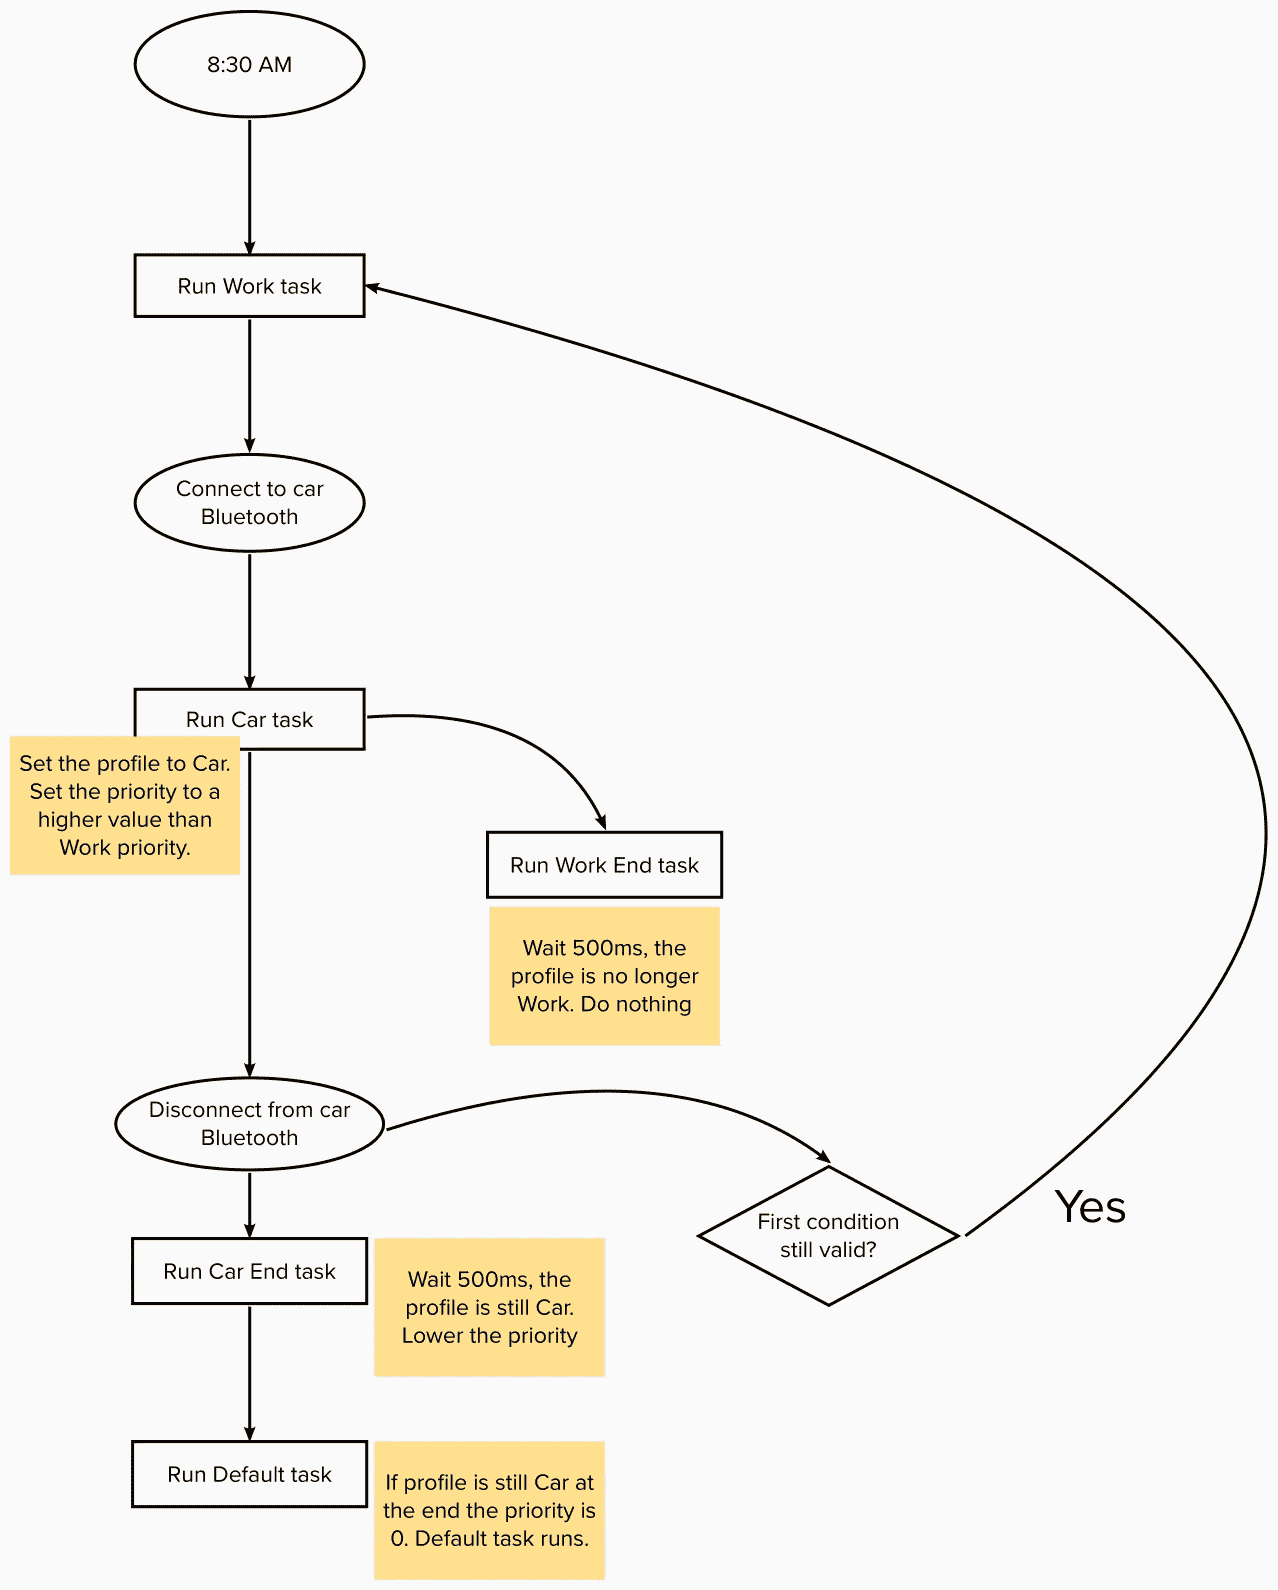 8:30 AM
Run Work task
Connect to car
Bluetooth
Run Car task
Set the profile to Car.
Set the priority to a
higher value than
Work priority.
Run Work End task
Wait 500ms, the
profile is no longer
Work. Do nothing
Disconnect from car
Bluetooth
First condition
still valid?
Yes
Run Car End task
Wait 500ms, the
profile is still Car.
Lower the priority
Run Default task
If profile is still Car at
the end the priority is
0. Default task runs.